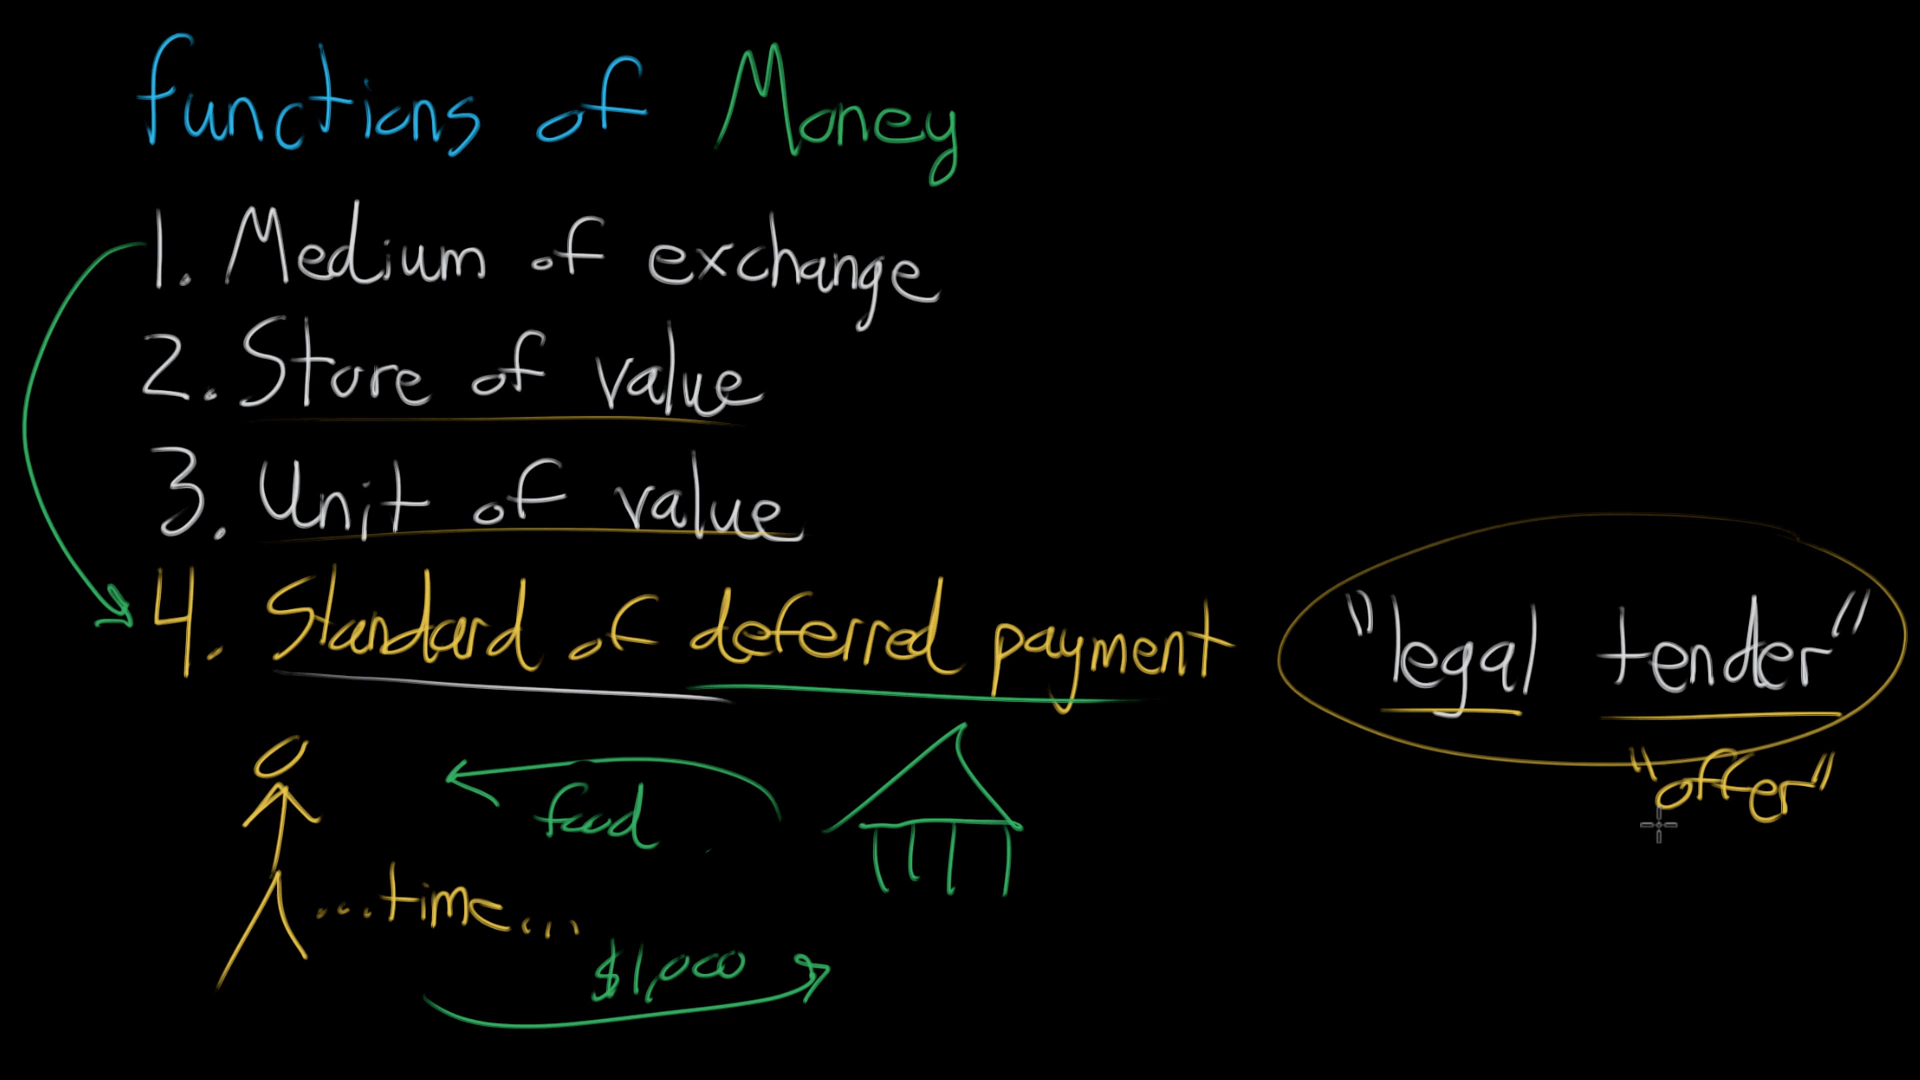 Functions of Money
1. Medium of exchange
2. Store of value
3. Unit of value
4. Standard of deferred payment
"legal tender"
"offer"
food
...time...
$1,000